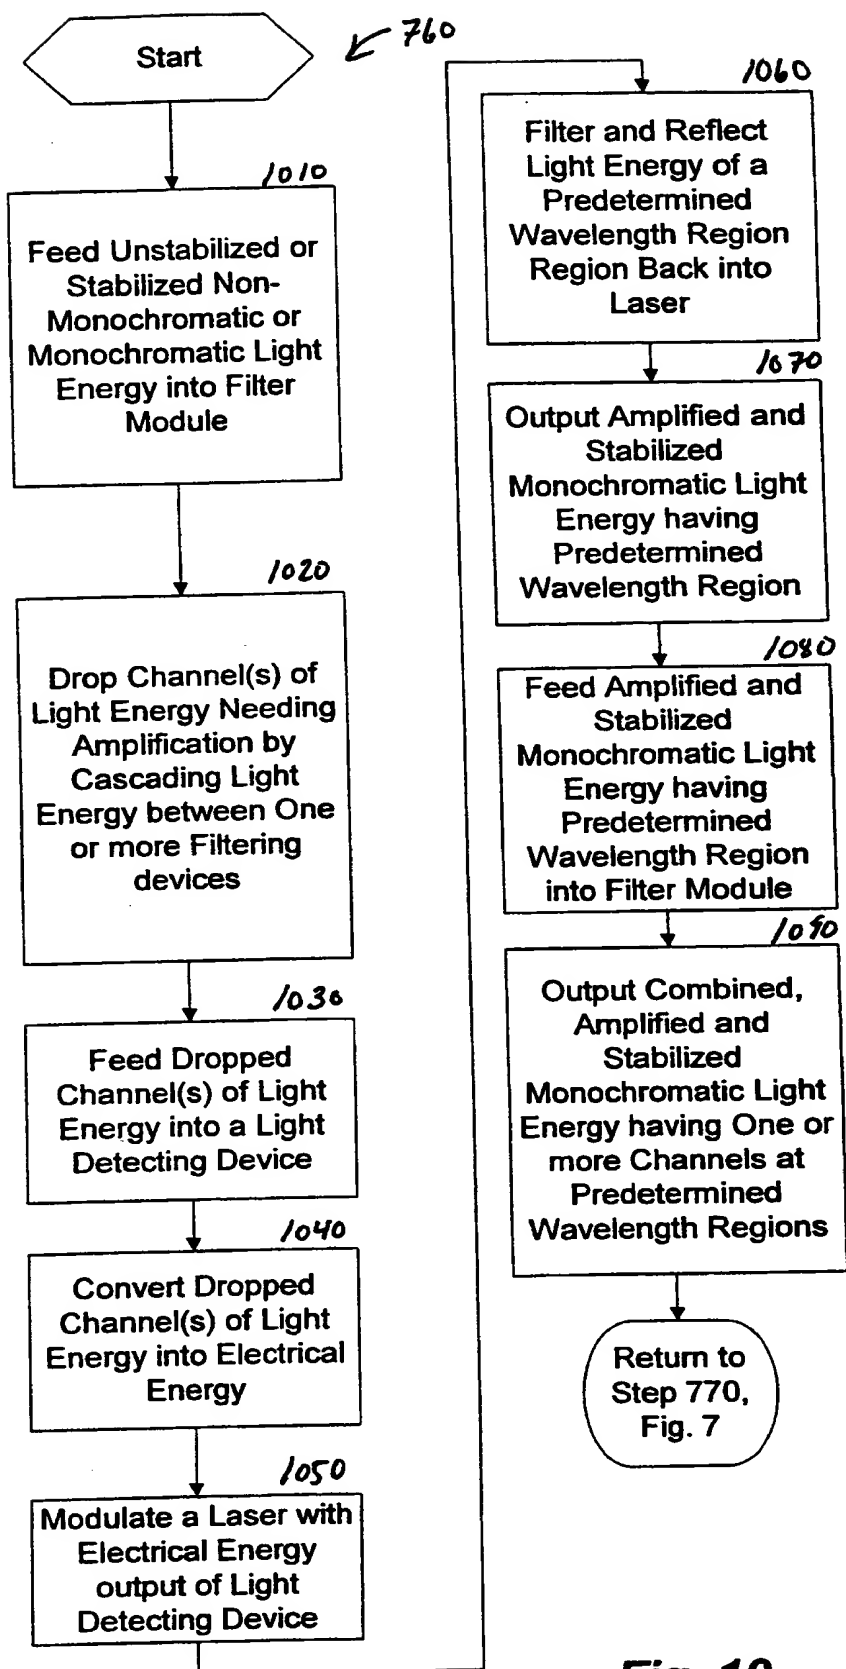 Start
760
1010
Feed Unstabilized or
Stabilized Non-
Monochromatic or
Monochromatic Light
Energy into Filter
Module
1020
Drop Channel(s) of
Light Energy Needing
Amplification by
Cascading Light
Energy between One
or more Filtering
devices
1030
Feed Dropped
Channel(s) of Light
Energy into a Light
Detecting Device
1040
Convert Dropped
Channel(s) of Light
Energy into Electrical
Energy
1050
Modulate a Laser with
Electrical Energy
output of Light
Detecting Device
1060
Filter and Reflect
Light Energy of a
Predetermined
Wavelength Region
Region Back into
Laser
1070
Output Amplified and
Stabilized
Monochromatic Light
Energy having
Predetermined
Wavelength Region
1080
Feed Amplified and
Stabilized
Monochromatic Light
Energy having
Predetermined
Wavelength Region
into Filter Module
1090
Output Combined,
Amplified and
Stabilized
Monochromatic Light
Energy having One or
more Channels at
Predetermined
Wavelength Regions
Return to
Step 770,
Fig. 7
Fig. 10